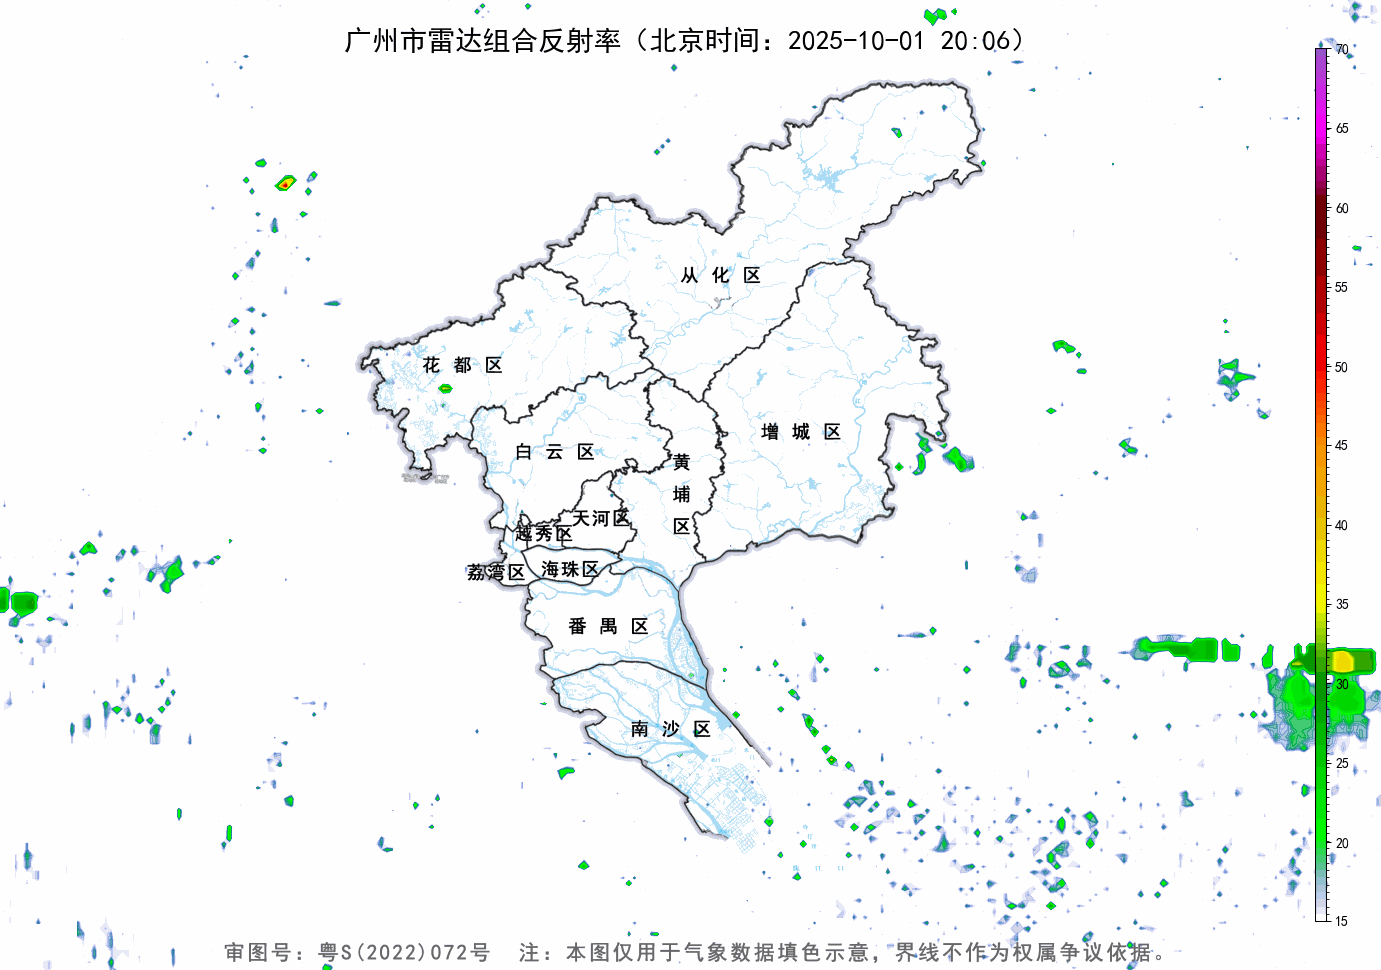 广州市雷达组合反射率（北京时间：2025-10-01 20:06）
70
65
60
55
50
45
40
35
30
25
20
15
从化区
花都区
增城区
白云区
黄埔区
天河区
越秀区
海珠区
荔湾区
番禺区
南沙区
审图号：粤S(2022)072号 注：本图仅用于气象数据填色示意，界线不作为权属争议依据。